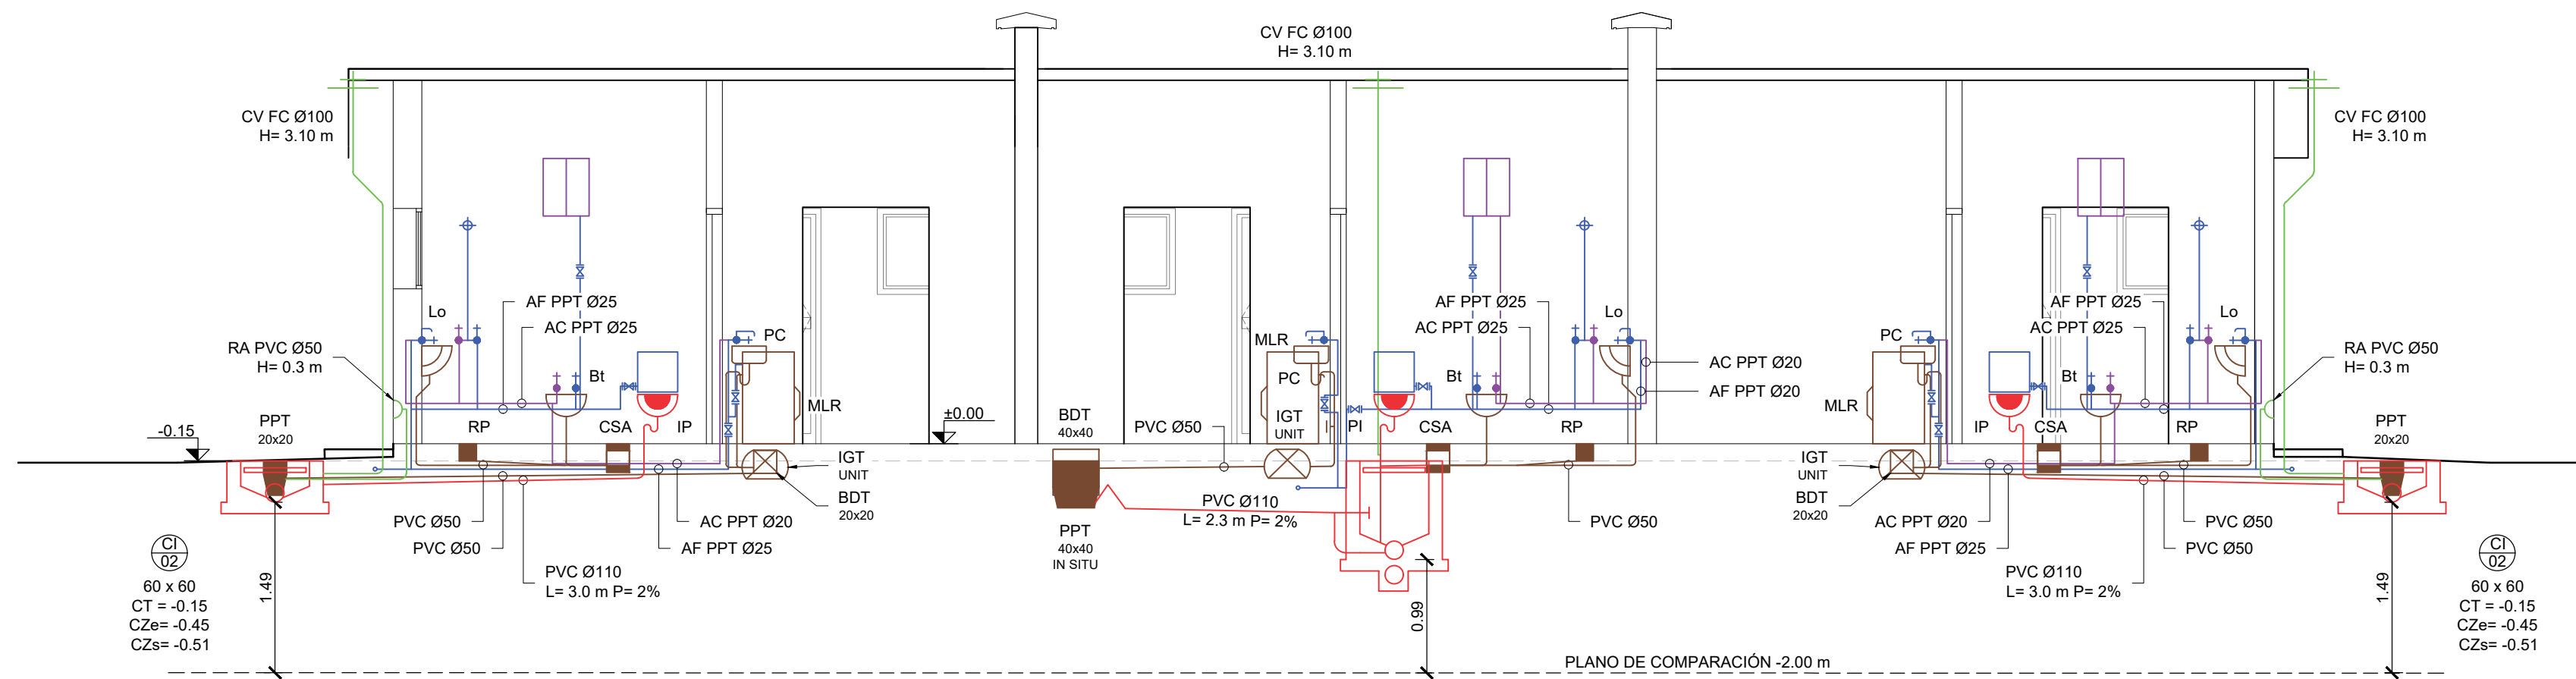 CV FC Ø100
H= 3.10 m
CV FC Ø100
H= 3.10 m
CV FC Ø100
H= 3.10 m
RA PVC Ø50
H= 0.3 m
Lo
AF PPT Ø25
AC PPT Ø25
Bt
PC
MLR
PPT
20x20
-0.15
RP
CSA
IP
IGT
UNIT
BDT
20x20
PVC Ø50
PVC Ø50
PVC Ø110
L= 3.0 m P= 2%
AC PPT Ø20
AF PPT Ø25
CI
02
60 x 60
CT = -0.15
CZe= -0.45
CZs= -0.51
1.49
±0.00
BDT
40x40
PPT
40x40
IN SITU
PVC Ø50
PVC Ø110
L= 2.3 m P= 2%
MLR
PC
IGT
UNIT
PI
AF PPT Ø25
AC PPT Ø25
Lo
Bt
CSA
RP
AC PPT Ø20
AF PPT Ø20
PVC Ø50
0.99
PLANO DE COMPARACIÓN -2.00 m
PC
MLR
IGT
UNIT
BDT
20x20
AF PPT Ø25
AC PPT Ø25
Lo
Bt
IP
CSA
RP
AC PPT Ø20
AF PPT Ø25
PVC Ø50
PVC Ø50
PVC Ø110
L= 3.0 m P= 2%
RA PVC Ø50
H= 0.3 m
PPT
20x20
1.49
CI
02
60 x 60
CT = -0.15
CZe= -0.45
CZs= -0.51